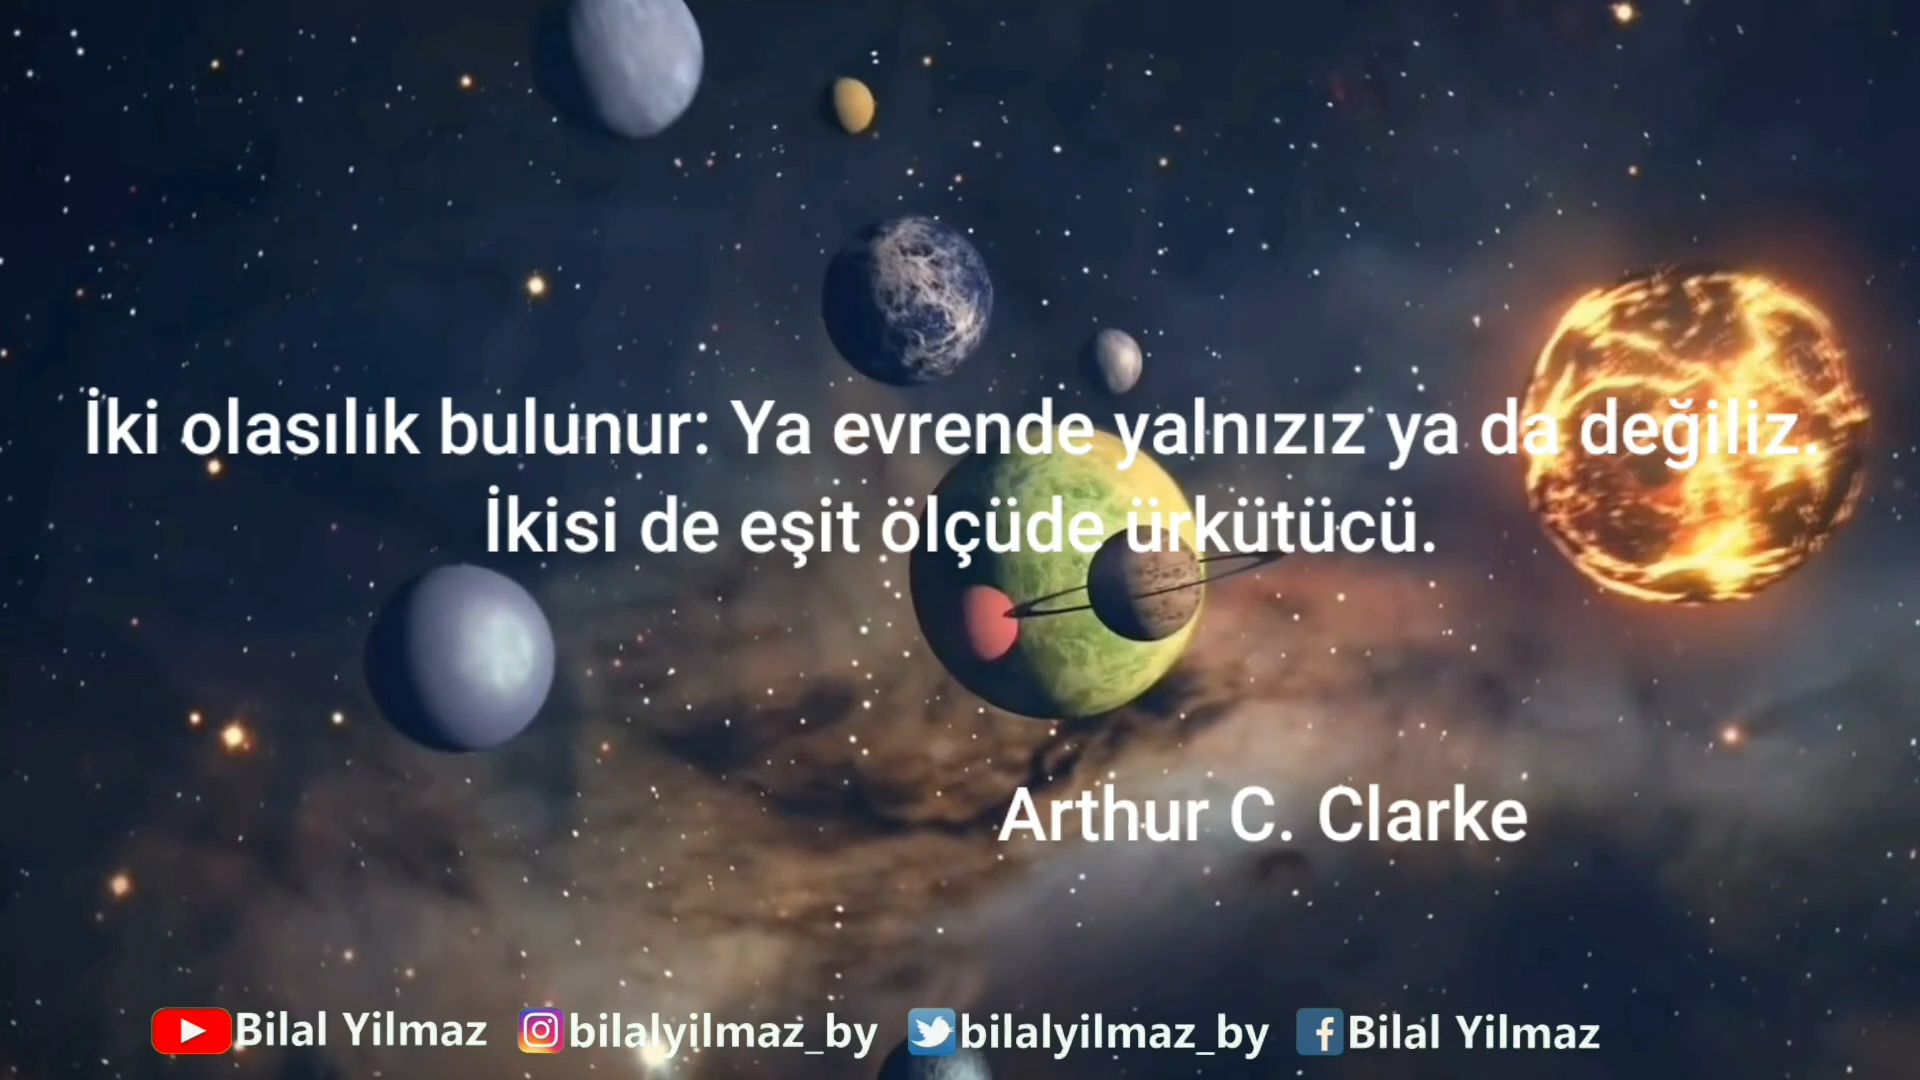 İki olasılık bulunur: Ya evrende yalnızız ya da değiliz.
İkisi de eşit ölçüde ürkütücü.
Arthur C. Clarke
Bilal Yilmaz bilalyilmaz_by bilalyilmaz_by Bilal Yilmaz